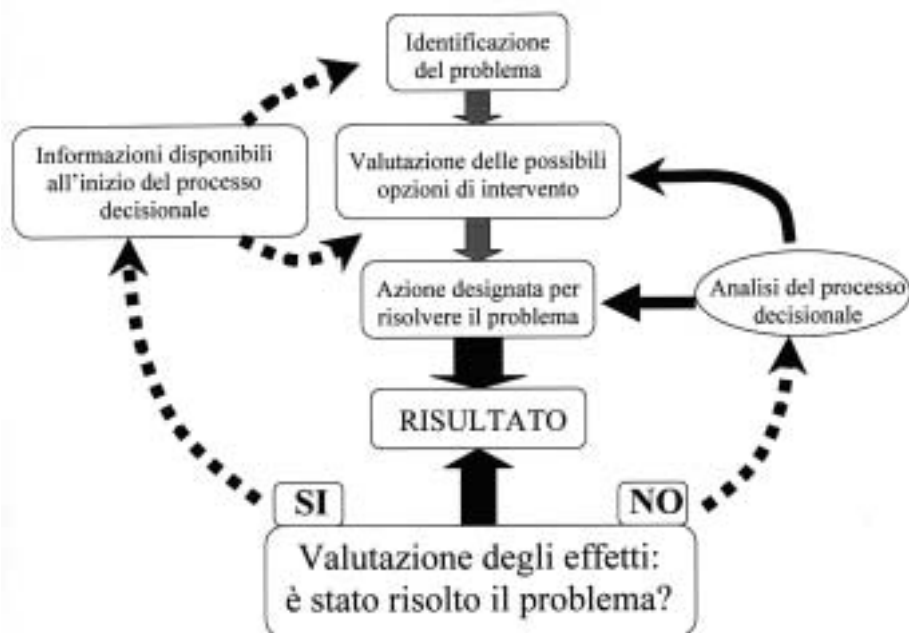 Identificazione
del problema
Informazioni disponibili
all'inizio del processo
decisionale
Valutazione delle possibili
opzioni di intervento
Azione designata per
risolvere il problema
Analisi del processo
decisionale
RISULTATO
SI
NO
Valutazione degli effetti:
è stato risolto il problema?